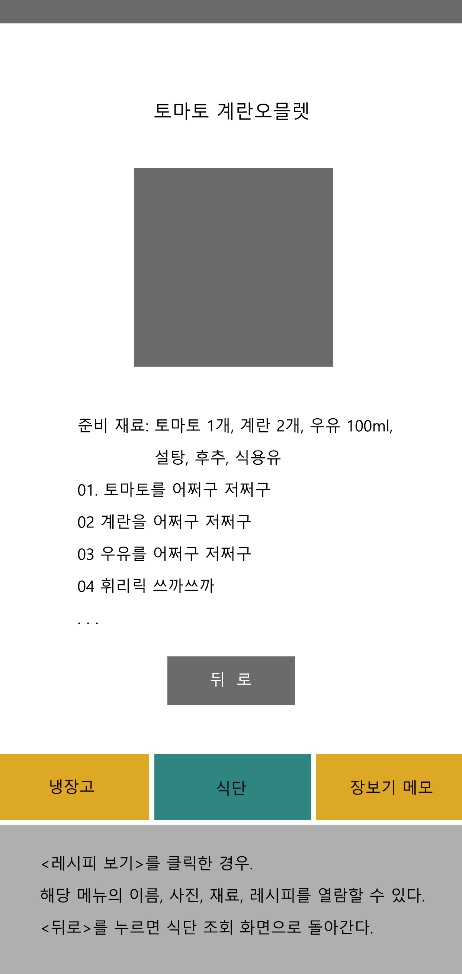 토마토 계란오믈렛
준비 재료: 토마토 1개, 계란 2개, 우유 100ml,
설탕, 후추, 식용유
01. 토마토를 어쩌구 저쩌구
02 계란을 어쩌구 저쩌구
03 우유를 어쩌구 저쩌구
04 휘리릭 쓰까쓰까
. . .
뒤 로
냉장고
식단
장보기 메모
<레시피 보기>를 클릭한 경우.
해당 메뉴의 이름, 사진, 재료, 레시피를 열람할 수 있다.
<뒤로>를 누르면 식단 조회 화면으로 돌아간다.